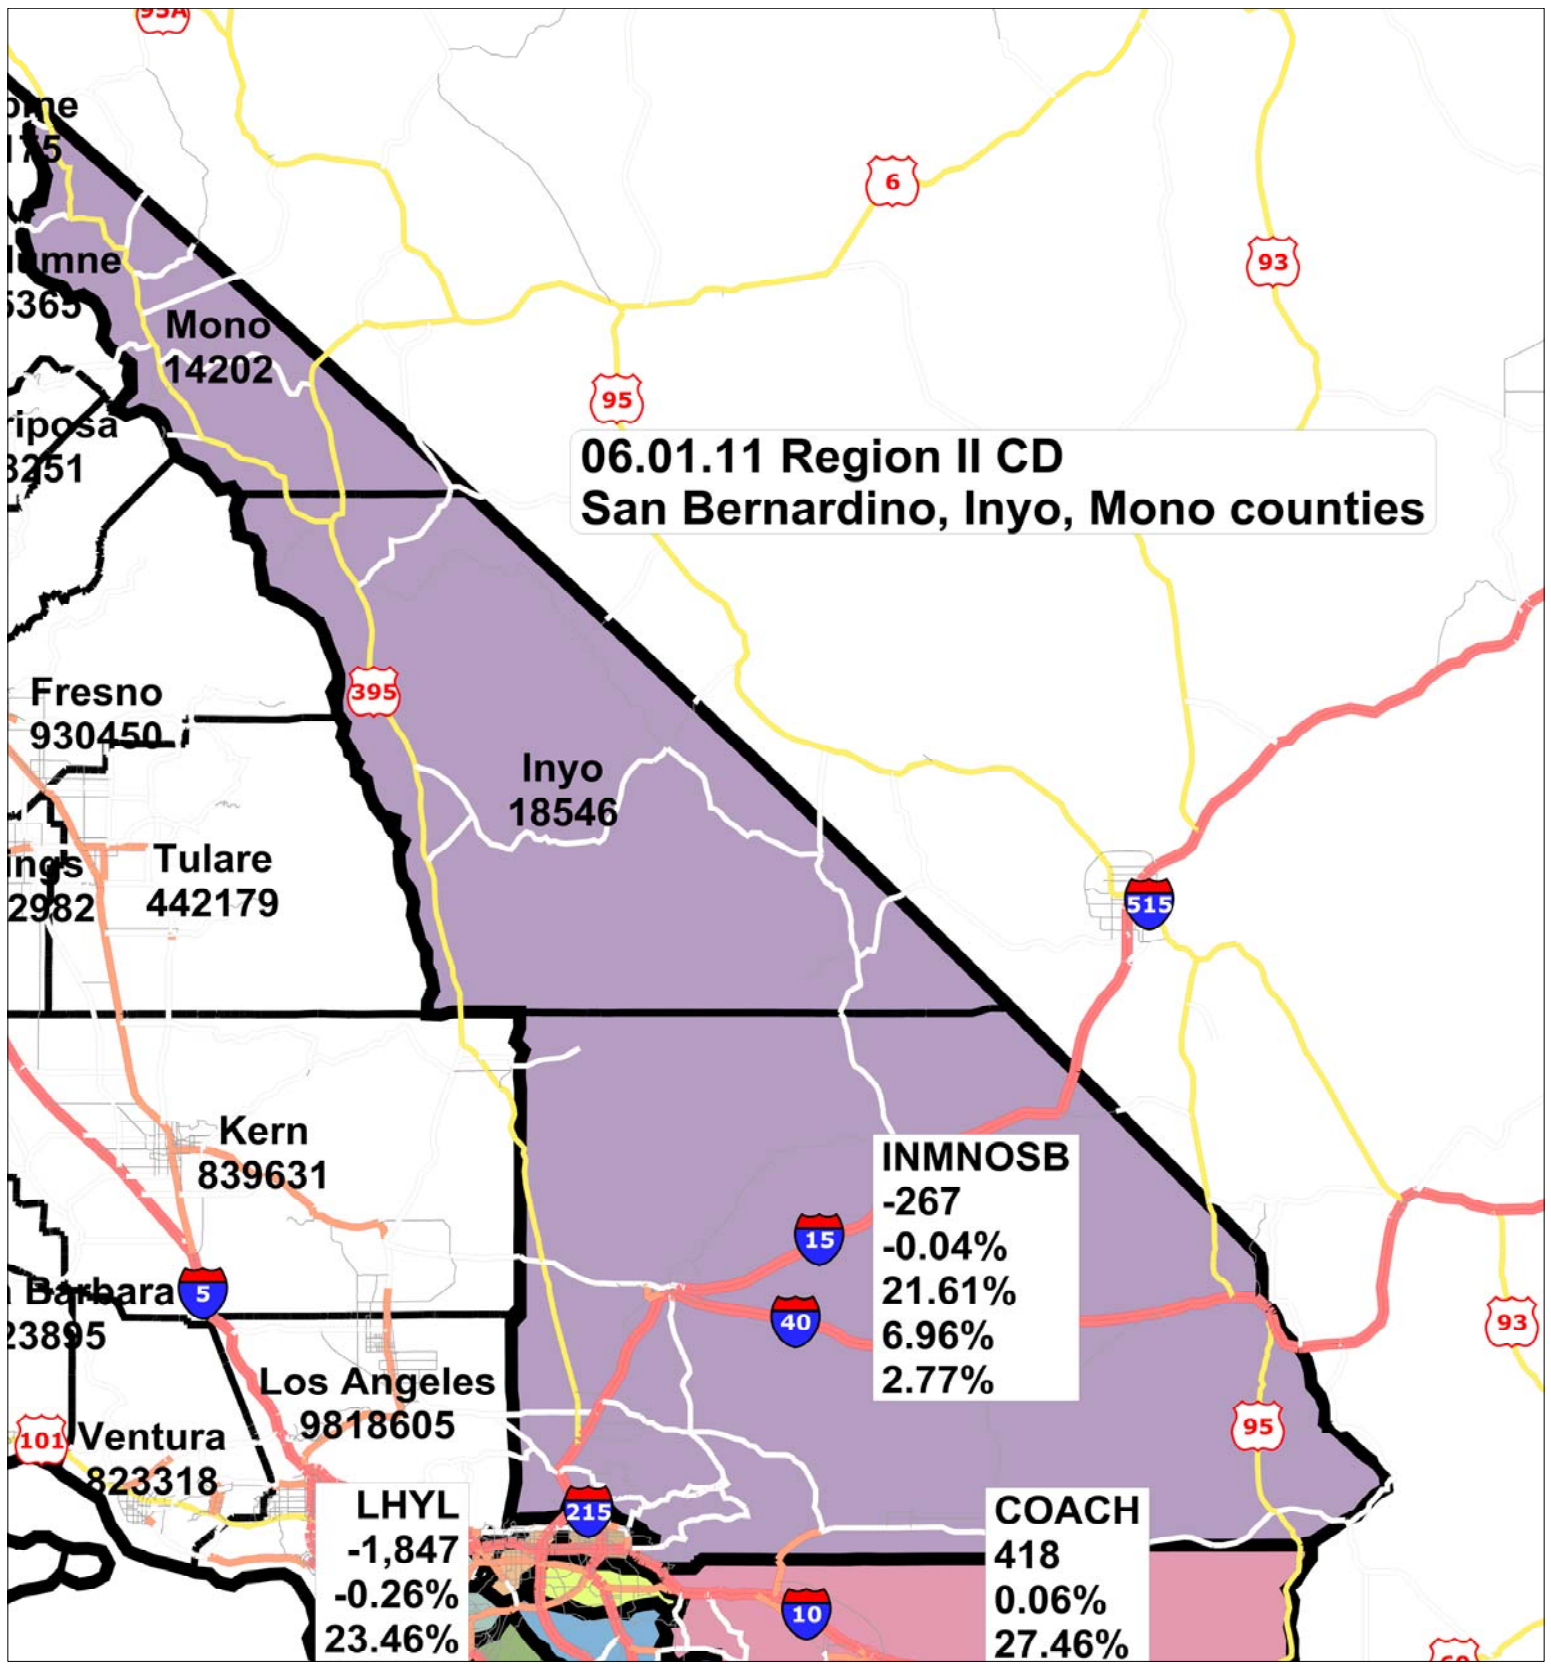 95A
6
93
Mono
14202
95
06.01.11 Region II CD
San Bernardino, Inyo, Mono counties
Fresno
930450
395
Inyo
18546
Tulare
442179
515
Kern
839631
INMNOSB
-267
-0.04%
21.61%
6.96%
2.77%
15
40
5
93
Los Angeles
9818605
101
Ventura
823318
95
LHYL
-1,847
-0.26%
23.46%
215
COACH
418
0.06%
27.46%
10